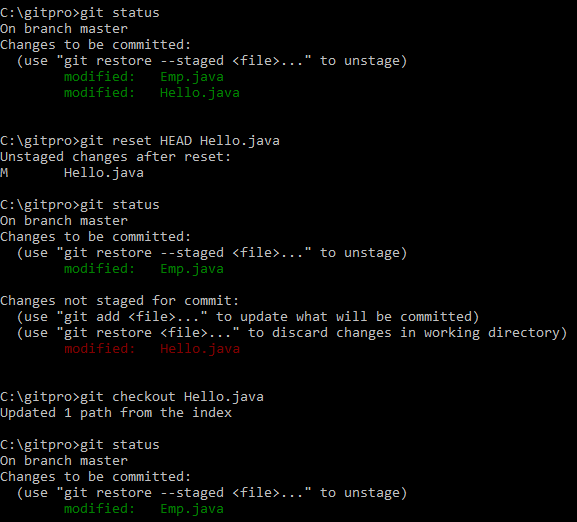 C:\gitpro>git status
On branch master
Changes to be committed:
  (use "git restore --staged <file>..." to unstage)
        modified:   Emp.java
        modified:   Hello.java
C:\gitpro>git reset HEAD Hello.java
Unstaged changes after reset:
M       Hello.java
C:\gitpro>git status
On branch master
Changes to be committed:
  (use "git restore --staged <file>..." to unstage)
        modified:   Emp.java
Changes not staged for commit:
  (use "git add <file>..." to update what will be committed)
  (use "git restore <file>..." to discard changes in working directory)
        modified:   Hello.java
C:\gitpro>git checkout Hello.java
Updated 1 path from the index
C:\gitpro>git status
On branch master
Changes to be committed:
  (use "git restore --staged <file>..." to unstage)
        modified:   Emp.java